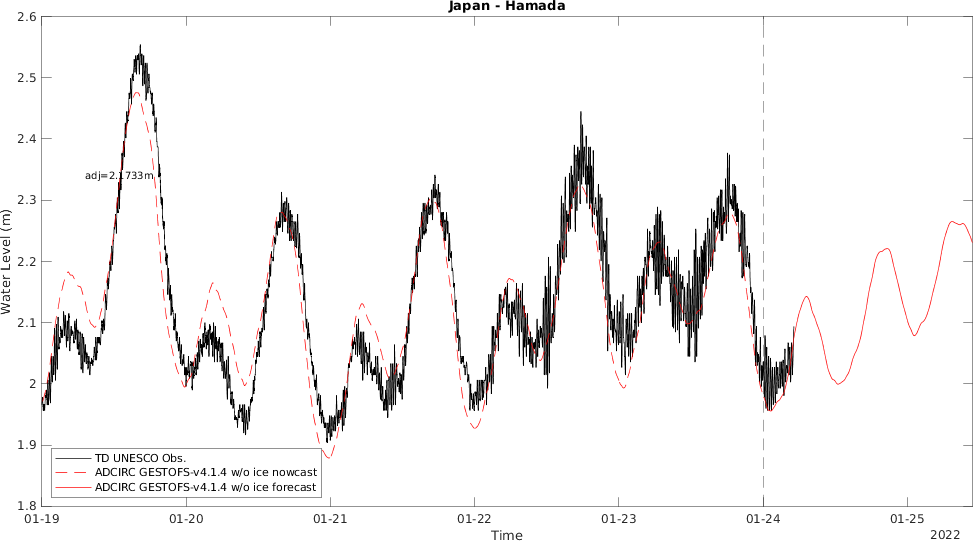 Japan - Hamada
2.6
2.5
2.4
2.3
2.2
2.1
2
1.9
1.8
Water Level (m)
adj=2.1733m
TD UNESCO Obs.
ADCIRC GESTOFS-v4.1.4 w/o ice nowcast
ADCIRC GESTOFS-v4.1.4 w/o ice forecast
01-19 01-20 01-21 01-22 01-23 01-24 01-25
Time
2022